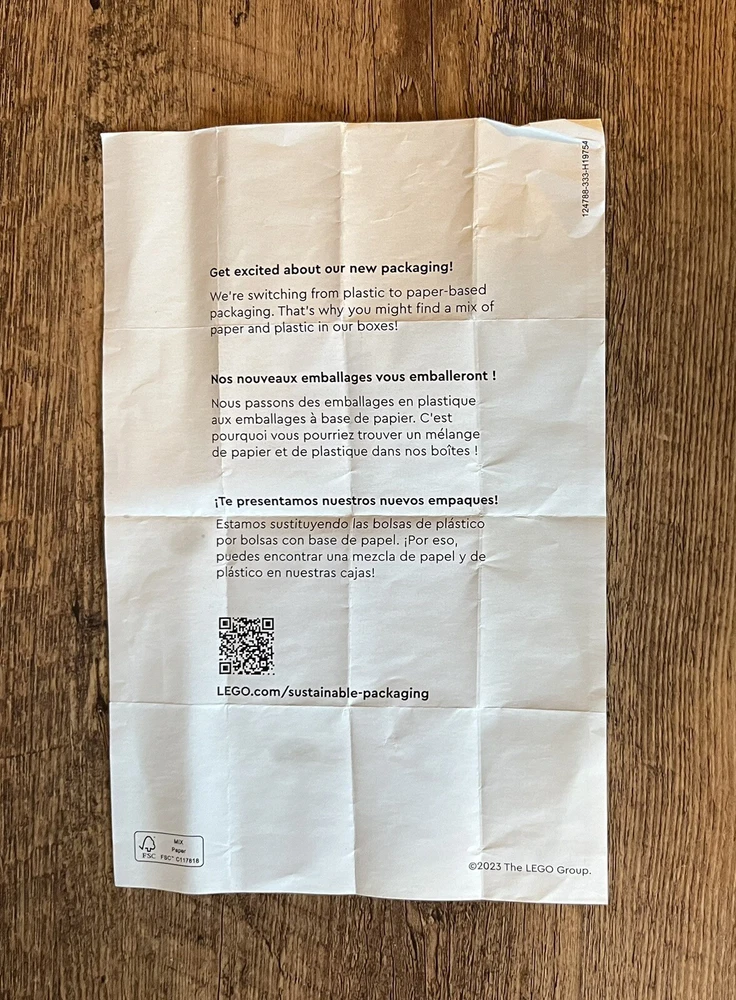 124788-333-H19754
Get excited about our new packaging!
We're switching from plastic to paper-based
packaging. That's why you might find a mix of
paper and plastic in our boxes!
Nos nouveaux emballages vous emballeront !
Nous passons des emballages en plastique
aux emballages à base de papier. C'est
pourquoi vous pourriez trouver un mélange
de papier et de plastique dans nos boîtes !
¡Te presentamos nuestros nuevos empaques!
Estamos sustituyendo las bolsas de plástico
por bolsas con base de papel. ¡Por eso,
puedes encontrar una mezcla de papel y de
plástico en nuestras cajas!
LEGO.com/sustainable-packaging
MIX
Paper
FSC FSC® C117818
©2023 The LEGO Group.